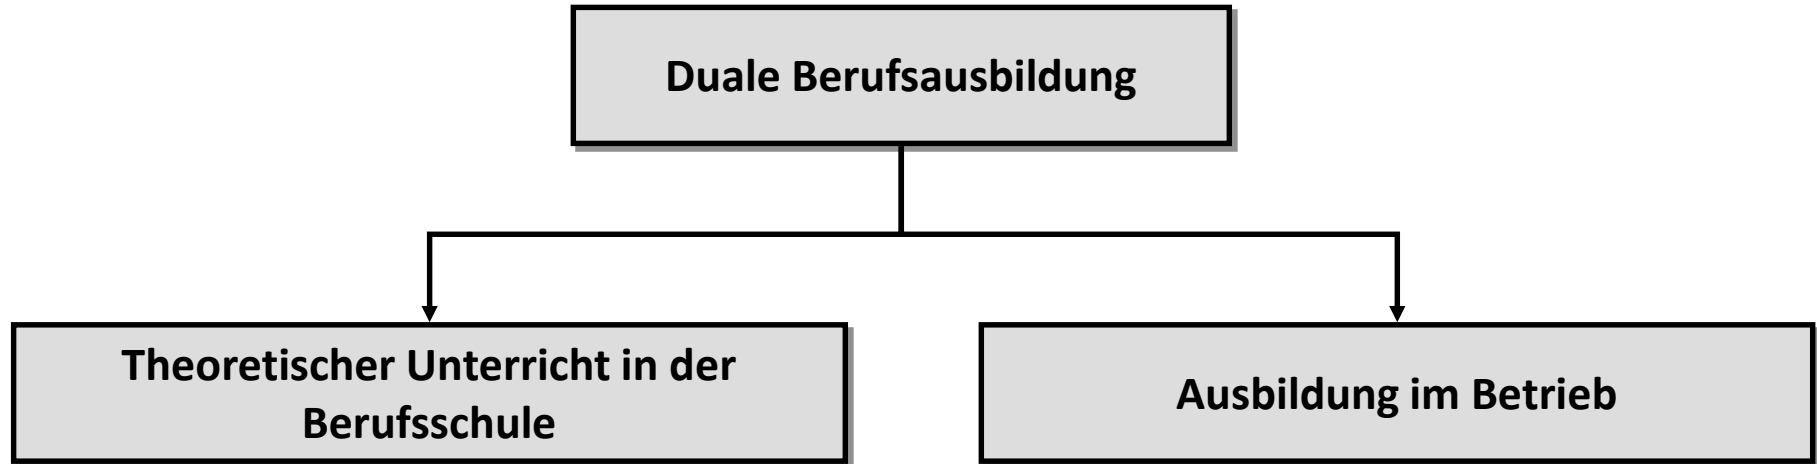 Duale Berufsausbildung
Theoretischer Unterricht in der
Berufsschule
Ausbildung im Betrieb